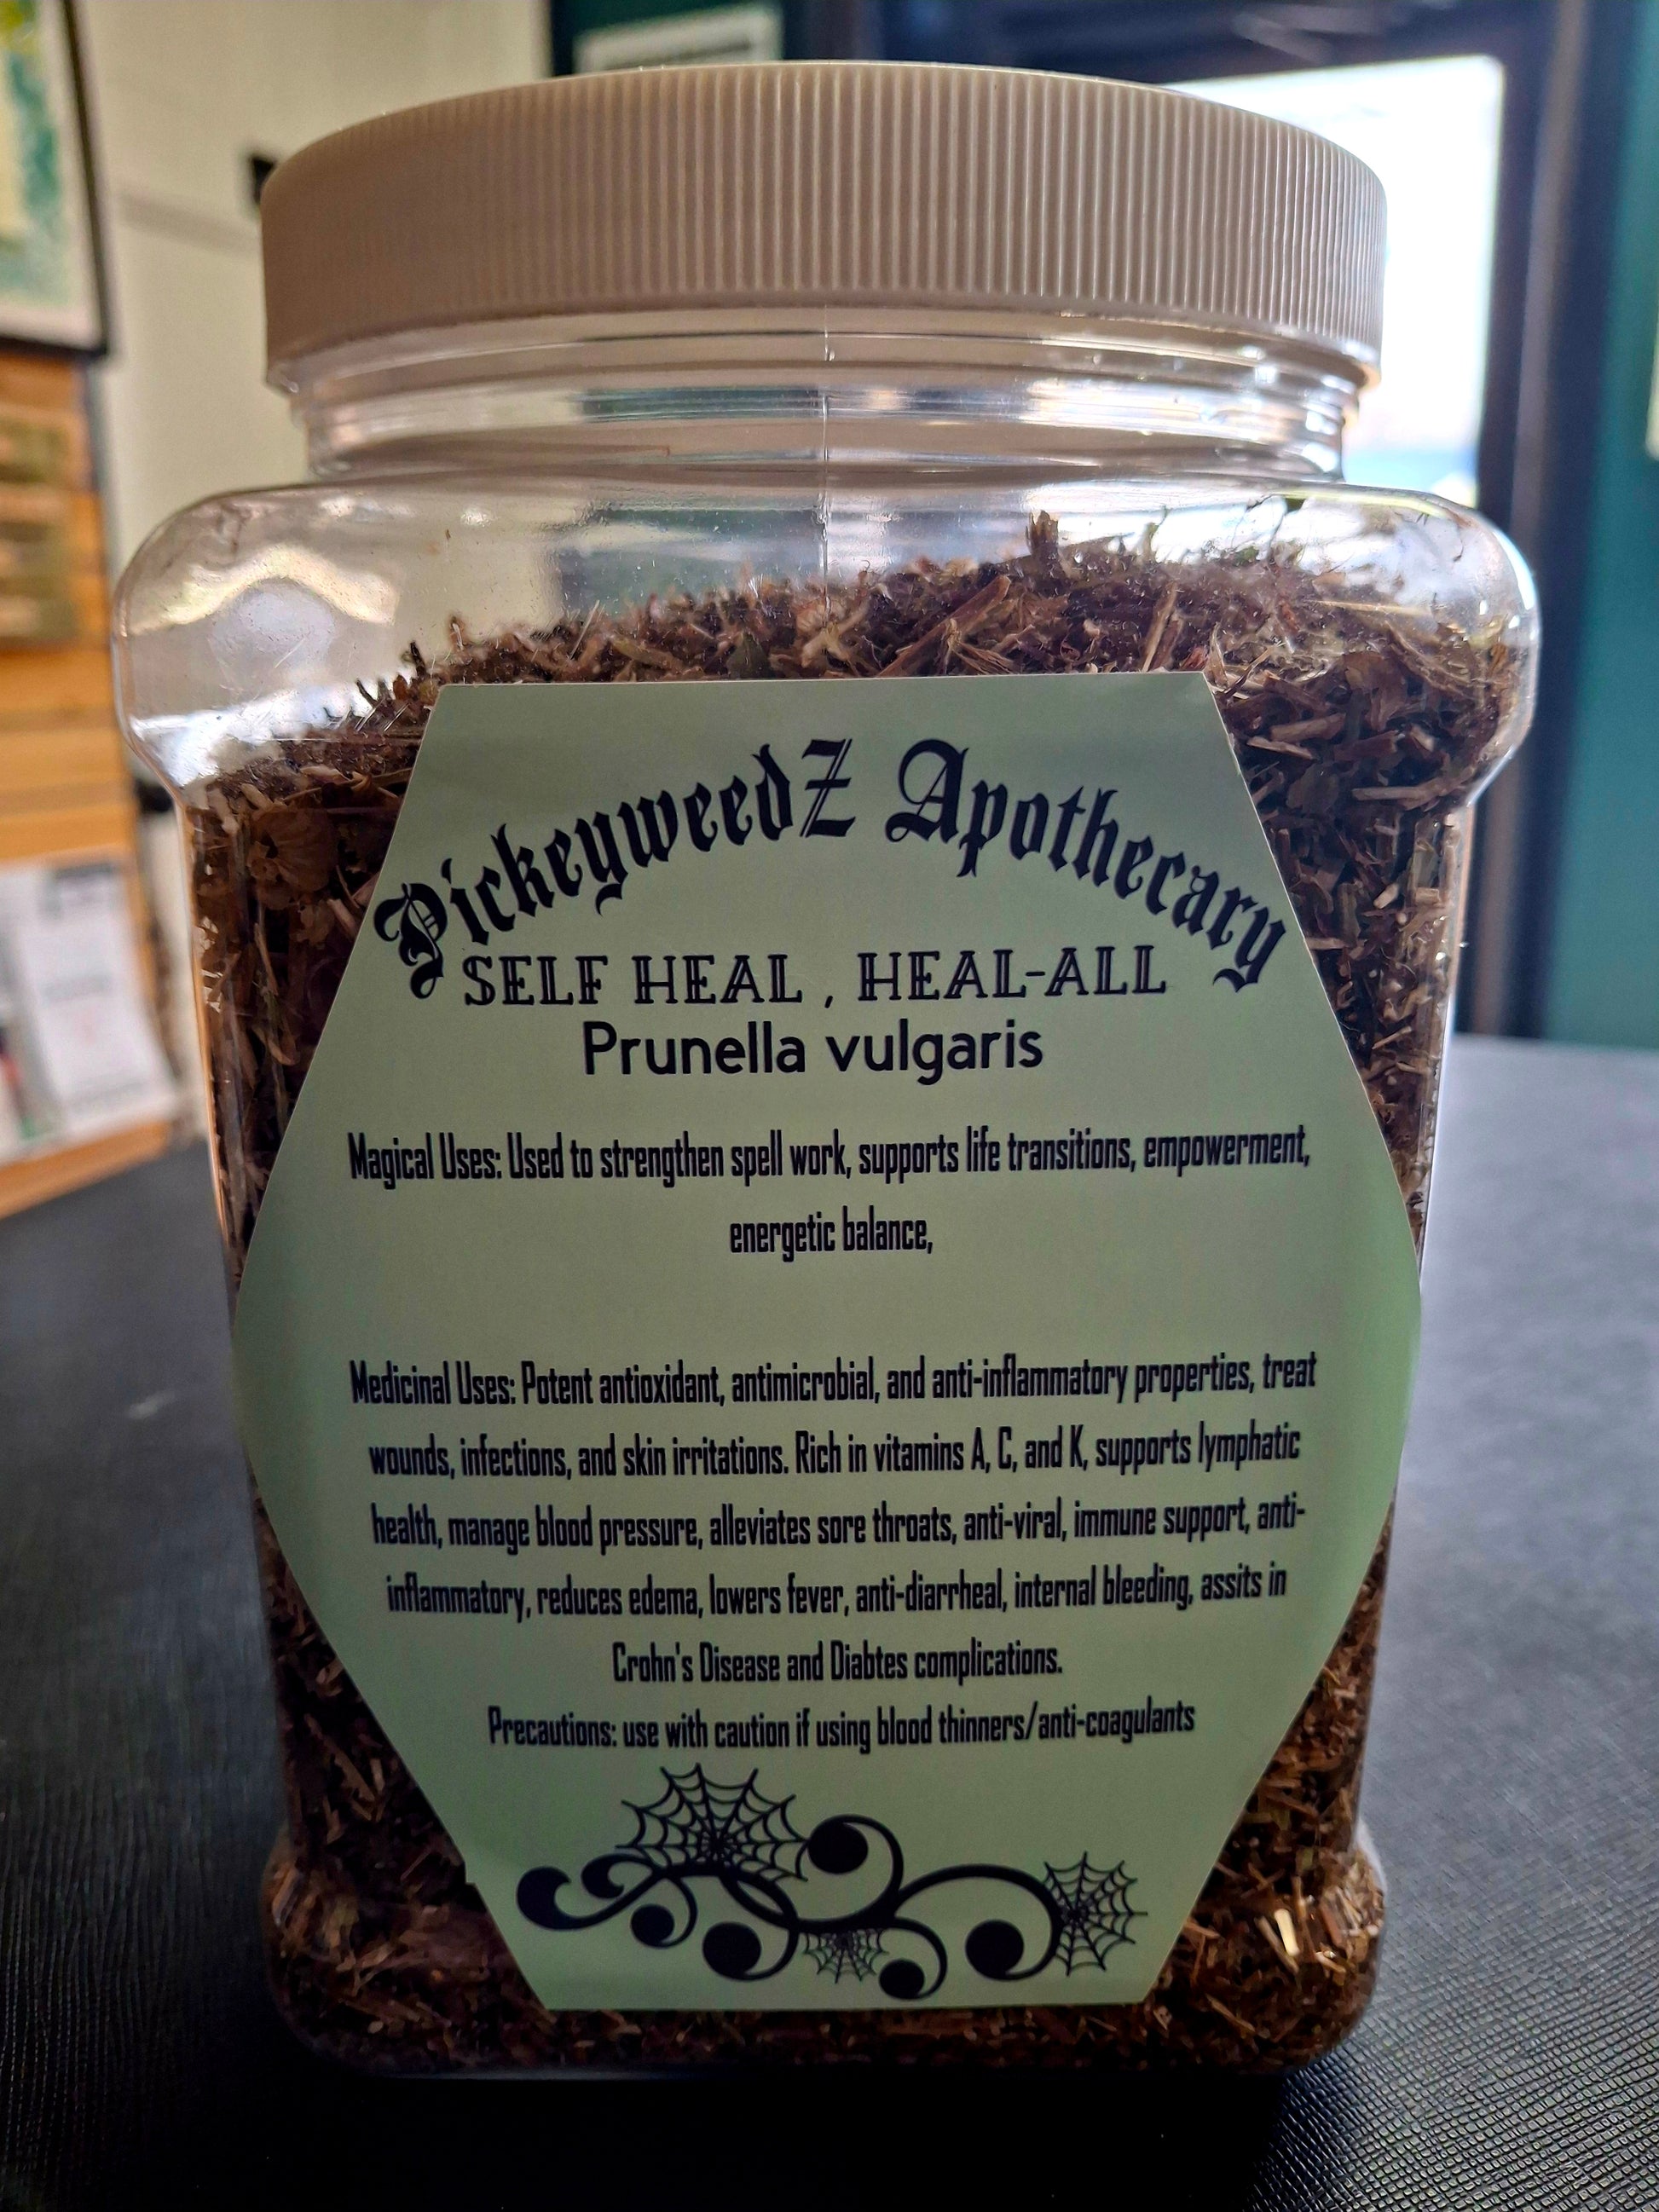 PickeyweedZ Apothecary
SELF HEAL , HEAL-ALL
Prunella vulgaris
Magical Uses: Used to strengthen spell work, supports life transitions, empowerment,
energetic balance,
Medicinal Uses: Potent antioxidant, antimicrobial, and anti-inflammatory properties, treat
wounds, infections, and skin irritations. Rich in vitamins A, C, and K, supports lymphatic
health, manage blood pressure, alleviates sore throats, anti-viral, immune support, anti-
inflammatory, reduces edema, lowers fever, anti-diarrheal, internal bleeding, assits in
Crohn's Disease and Diabtes complications.
Precautions: use with caution if using blood thinners/anti-coagulants